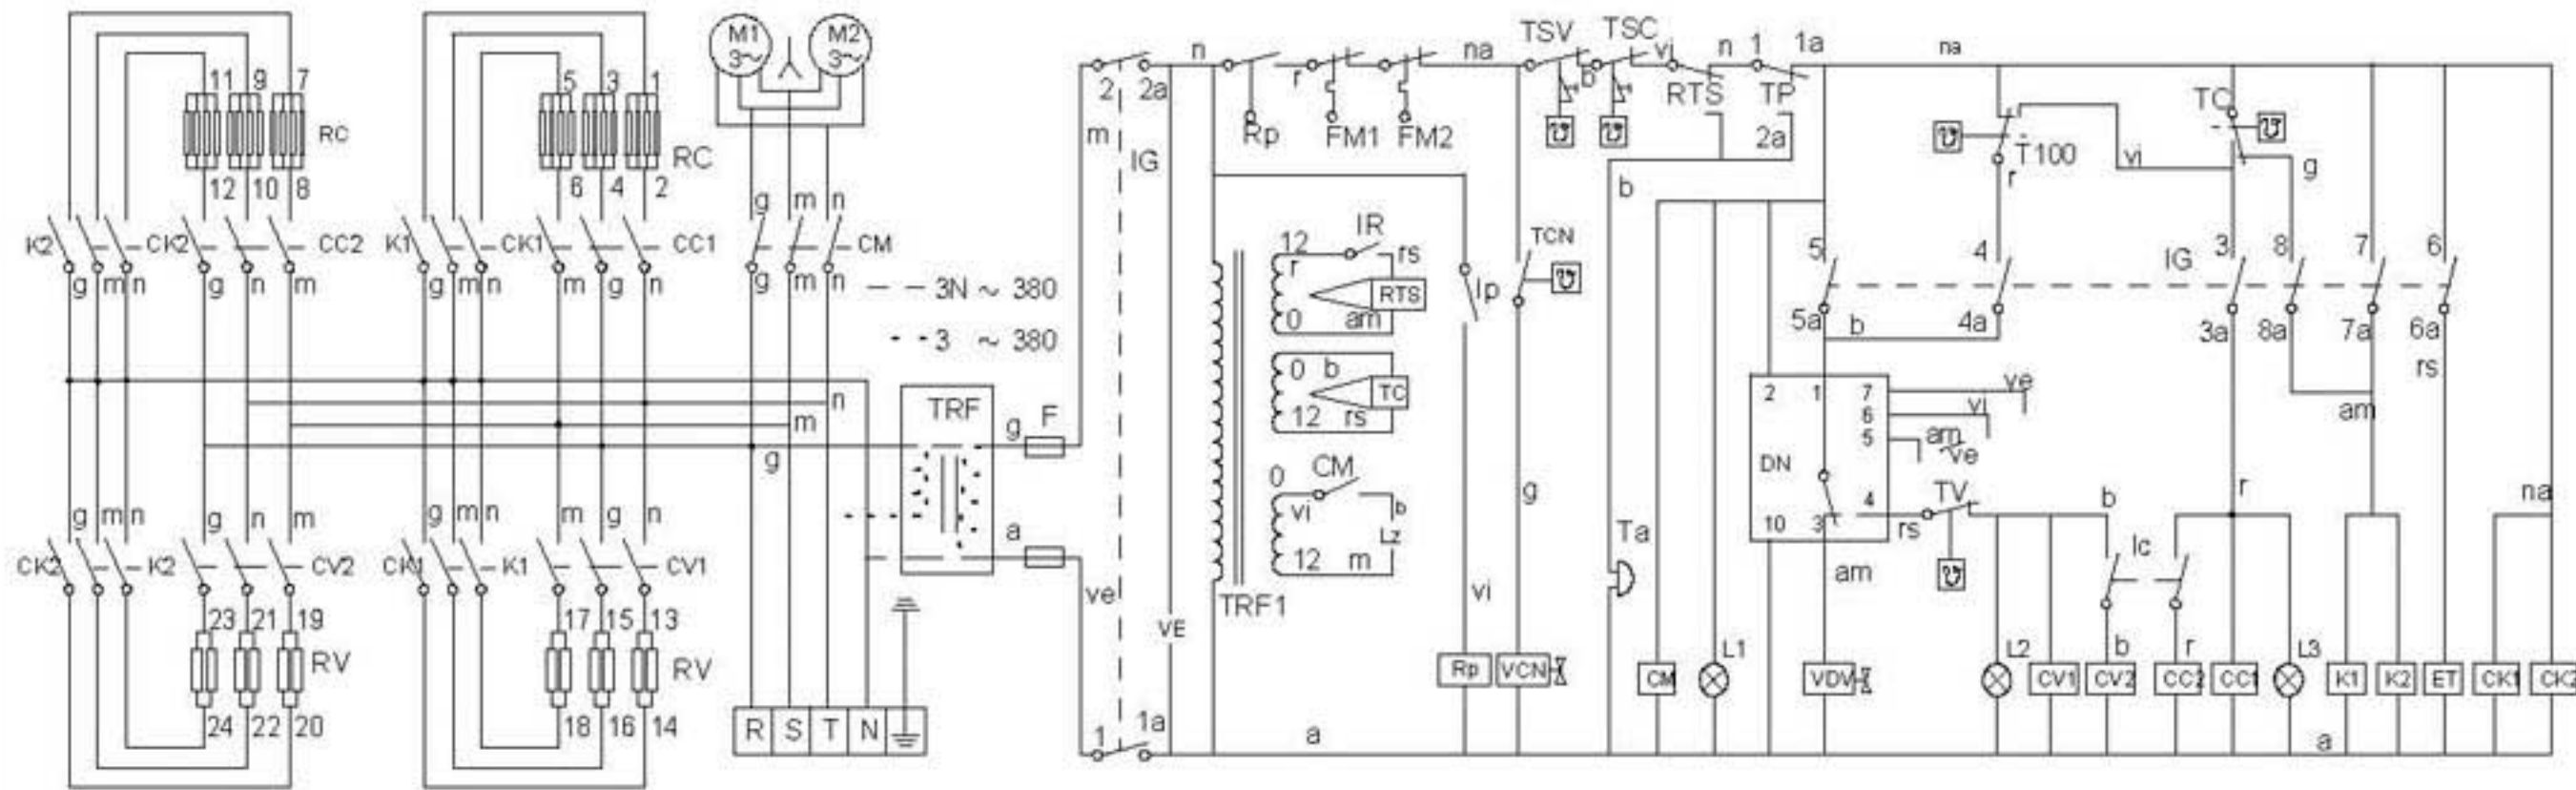 M1 M2
3~ 3~
11 9 7
5 3 1
RC
RC
12 10 8
6 4 2
g m n
K2 CK2 CC2 K1 CK1 CC1 CM
g m n g n m g m n m g n g m n
3N ~ 380
3 ~ 380
n
m
g
TRF
g F
a
g m n g n m g m n m g n
CK2 K2 CV2 CK1 K1 CV1
23 21 19 17 15 13
RV RV
24 22 20 18 16 14
R S T N
2 2a n r na TSV TSC vi n 1 1a na
b
m IG Rp FM1 FM2 RTS TP
2a
b
T100 vi TC g
r
12 IR
r rs
RTS
0 am
0 b
TC
12 rs
0 CM
vi b
Lz
12 m
TRF1
Ip TCN
g
vi
Ta
5 4 IG 3 8 7 6
5a b 4a 3a 8a 7a 6a
rs
am
2 1 7 ve
6 vi
5 am
ve
DN
4
10 3 rs TV b r na
am
Ic
b r
ve VE
Rp VCN CM L1 VDV L2 CV1 CV2 CC2 CC1 L3 K1 K2 ET CK1 CK2
1 1a a a